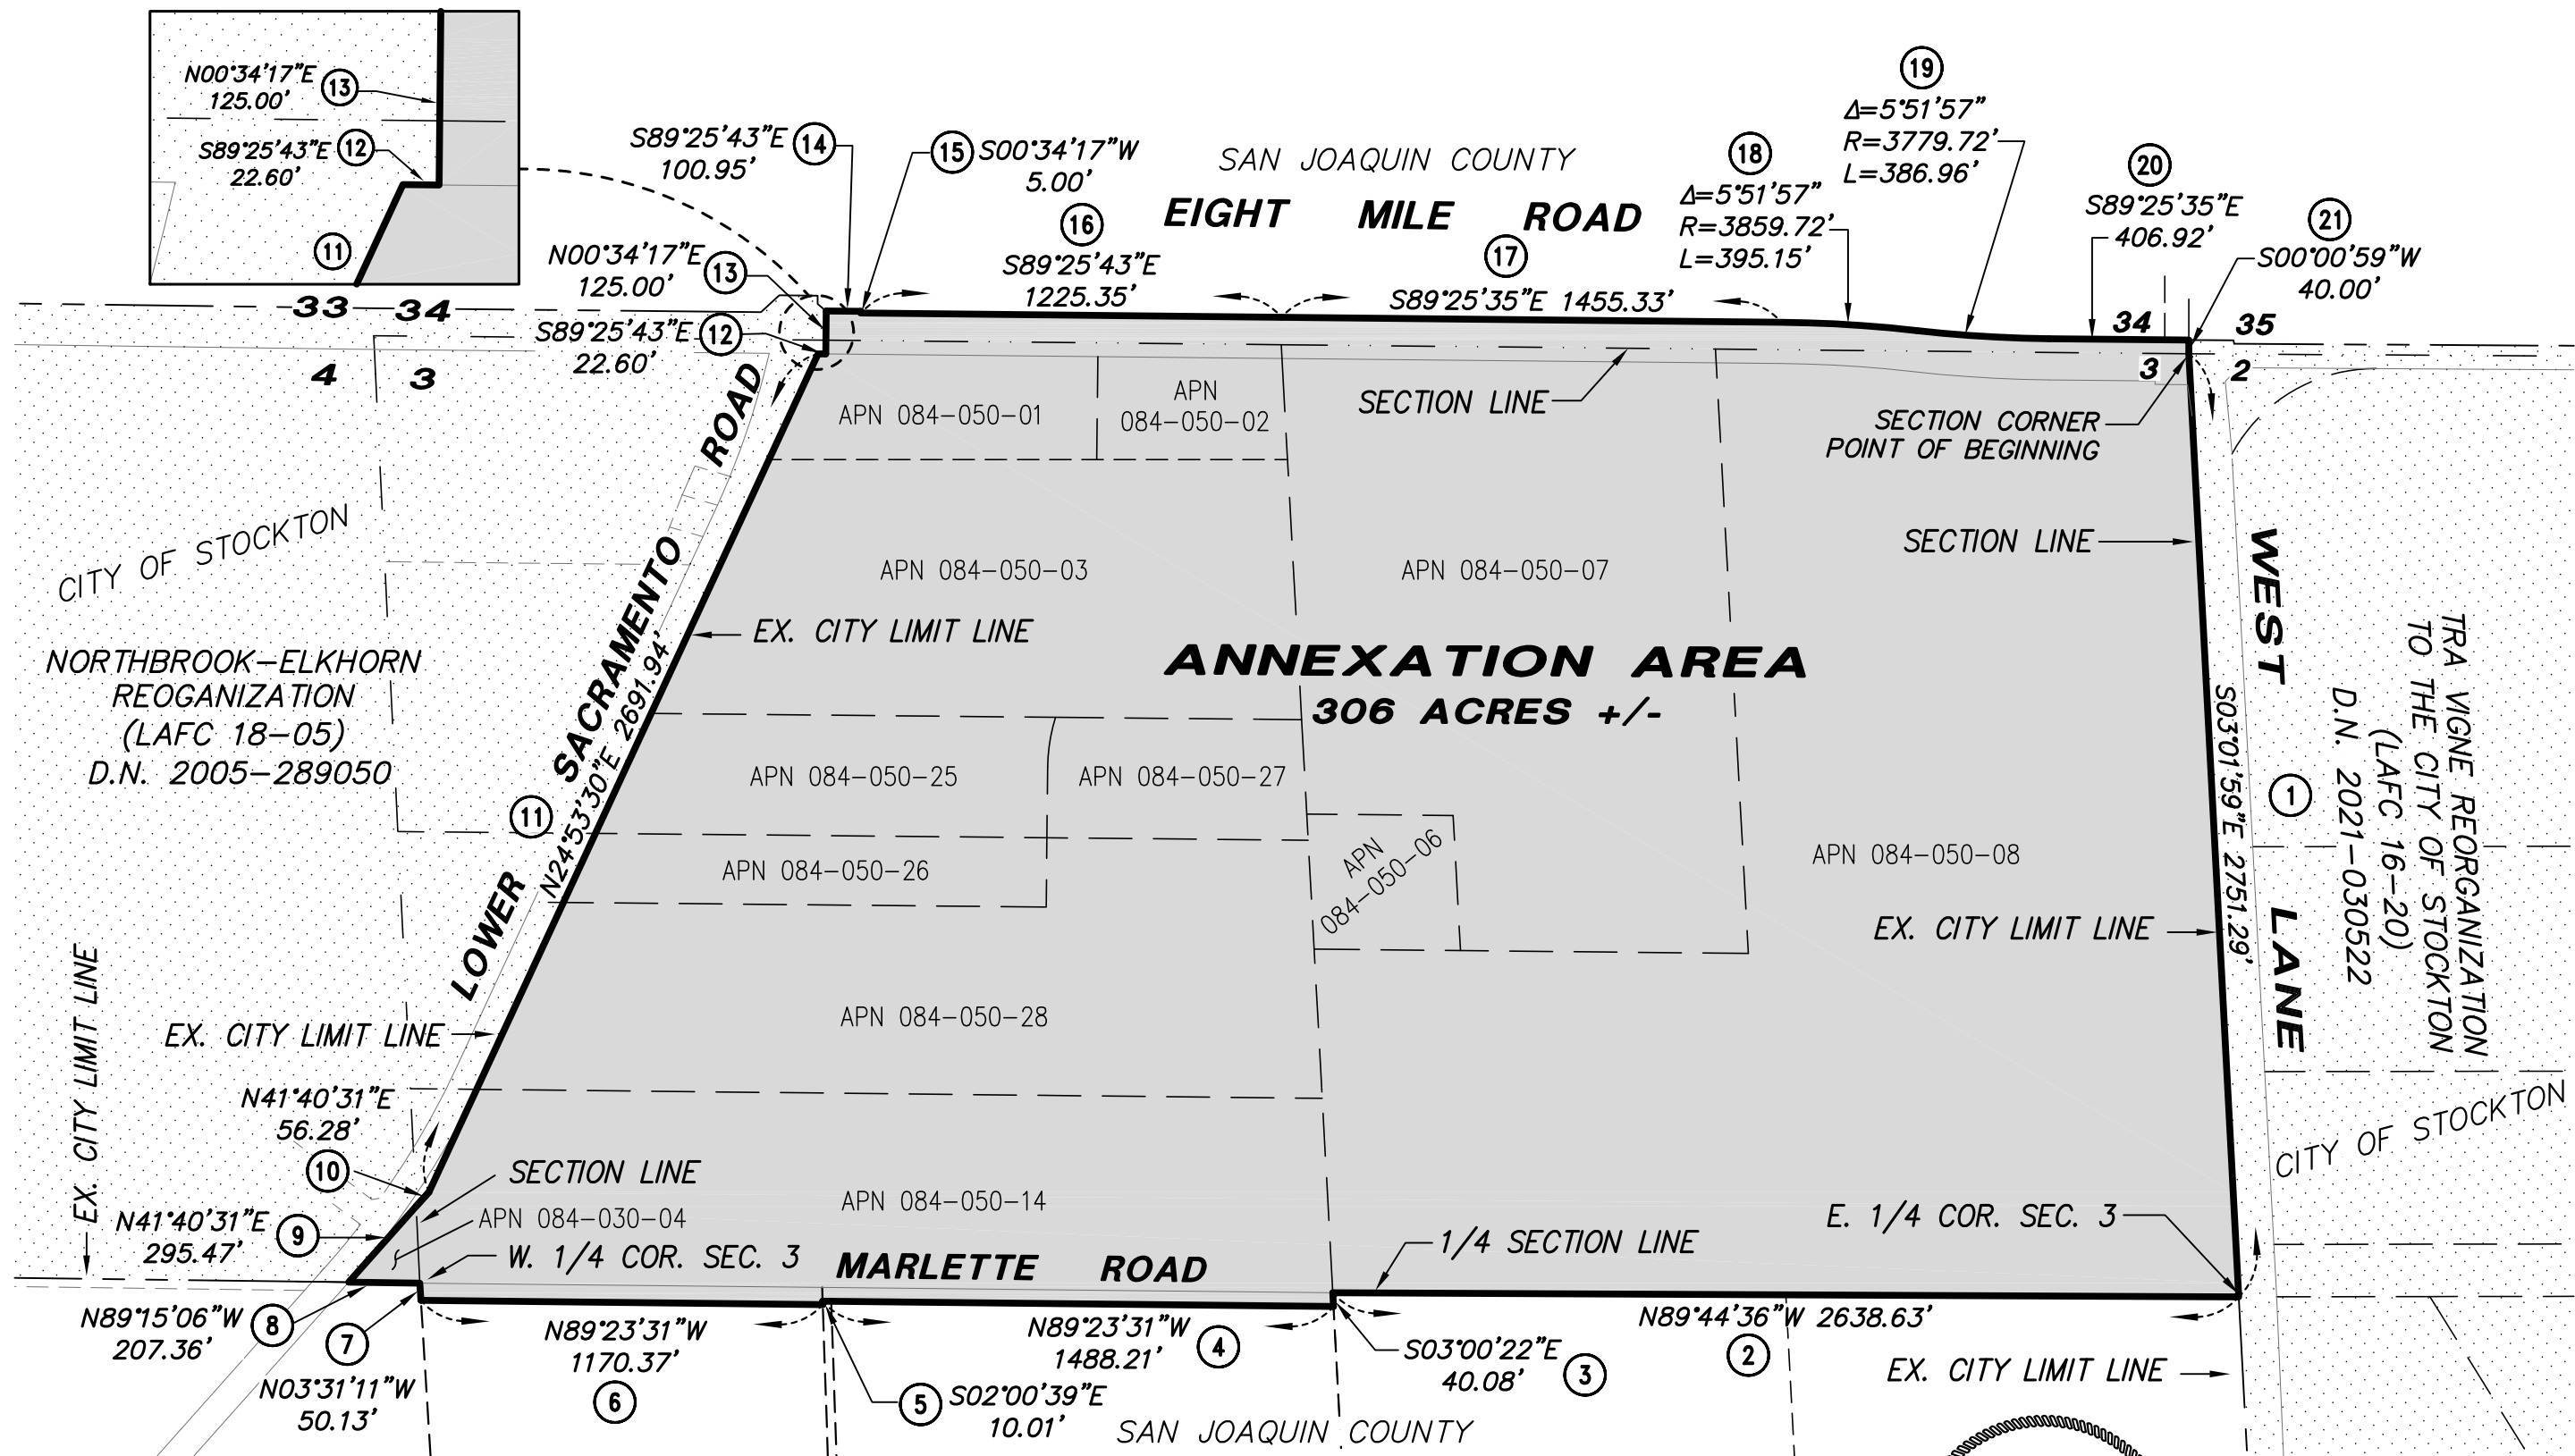 N00°34'17"E
125.00'
13
S89°25'43"E
22.60'
12
11
33 34
4 3
S89°25'43"E
100.95'
14
15
S00°34'17"W
5.00'
N00°34'17"E
125.00'
13
S89°25'43"E
22.60'
12
SAN JOAQUIN COUNTY
EIGHT MILE ROAD
16
S89°25'43"E
1225.35'
17
S89°25'35"E 1455.33'
18
Δ=5°51'57"
R=3859.72'
L=395.15'
19
Δ=5°51'57"
R=3779.72'
L=386.96'
20
S89°25'35"E
406.92'
21
S00°00'59"W
40.00'
34 35
3 2
SECTION LINE
SECTION CORNER
POINT OF BEGINNING
APN 084-050-01
APN
084-050-02
SECTION LINE
APN 084-050-03
APN 084-050-07
EX. CITY LIMIT LINE
ANNEXATION AREA
306 ACRES +/-
CITY OF STOCKTON
NORTHBROOK-ELKHORN
REOGANIZATION
(LAFC 18-05)
D.N. 2005-289050
LOWER SACRAMENTO ROAD
11
N24°53'30"E 2691.94'
APN 084-050-25
APN 084-050-27
APN 084-050-26
APN
084-050-06
APN 084-050-08
EX. CITY LIMIT LINE
WEST LANE
S03°01'59"E 2751.29'
1
TRA VIGNE REORGANIZATION
TO THE CITY OF STOCKTON
(LAFC 16-20)
D.N. 2021-030522
CITY OF STOCKTON
APN 084-050-28
EX. CITY LIMIT LINE
EX. CITY LIMIT LINE
N41°40'31"E
56.28'
10
SECTION LINE
APN 084-050-14
APN 084-030-04
N41°40'31"E
295.47'
9
W. 1/4 COR. SEC. 3
MARLETTE ROAD
1/4 SECTION LINE
E. 1/4 COR. SEC. 3
N89°15'06"W
207.36'
8
7
N03°31'11"W
50.13'
N89°23'31"W
1170.37'
6
5
S02°00'39"E
10.01'
N89°23'31"W
1488.21'
4
S03°00'22"E
40.08'
3
N89°44'36"W 2638.63'
2
EX. CITY LIMIT LINE
SAN JOAQUIN COUNTY